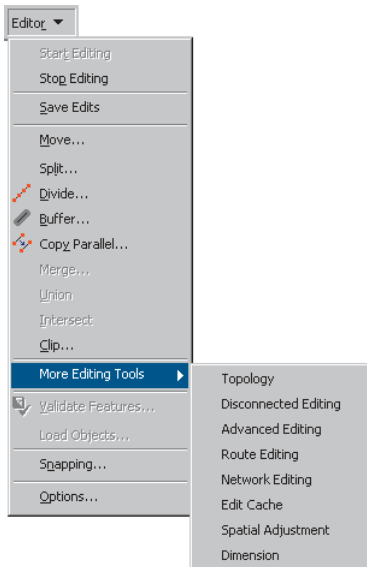 Editor
Start Editing
Stop Editing
Save Edits
Move...
Split...
Divide...
Buffer...
Copy Parallel...
Merge...
Union
Intersect
Clip...
More Editing Tools
Validate Features...
Load Objects...
Snapping...
Options...
Topology
Disconnected Editing
Advanced Editing
Route Editing
Network Editing
Edit Cache
Spatial Adjustment
Dimension